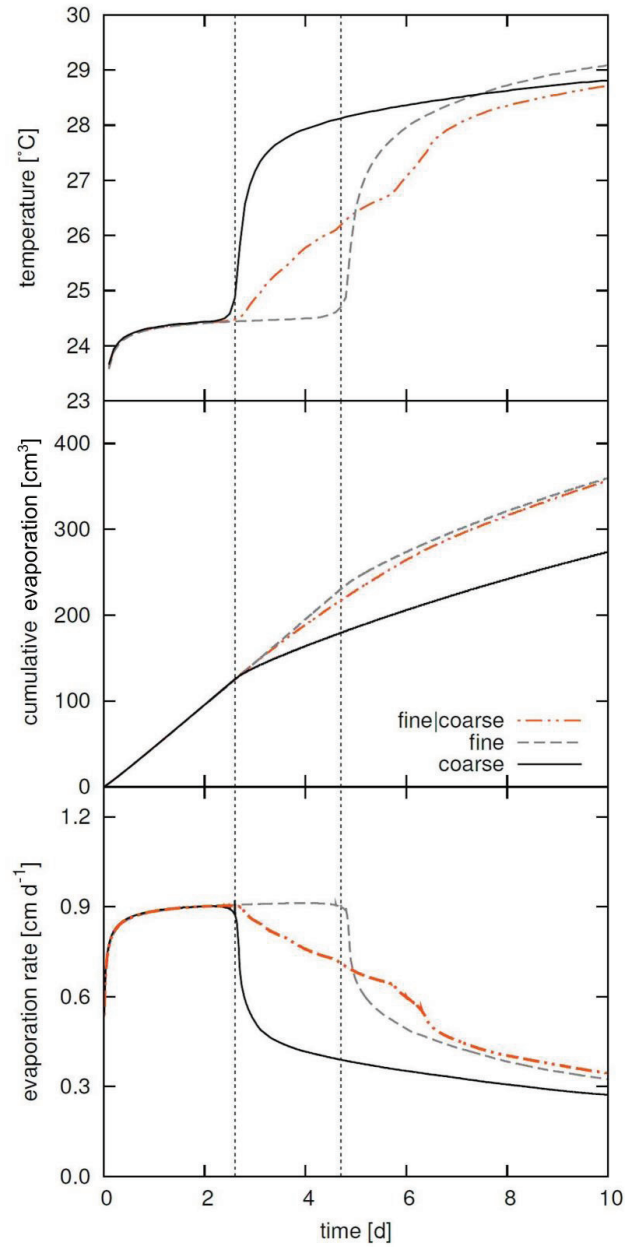 30
29
28
27
26
25
24
23
temperature [˚C]
400
300
200
100
0
cumulative evaporation [cm³]
fine|coarse
fine
coarse
1.2
0.9
0.6
0.3
0.0
evaporation rate [cm d⁻¹]
0 2 4 6 8 10
time [d]